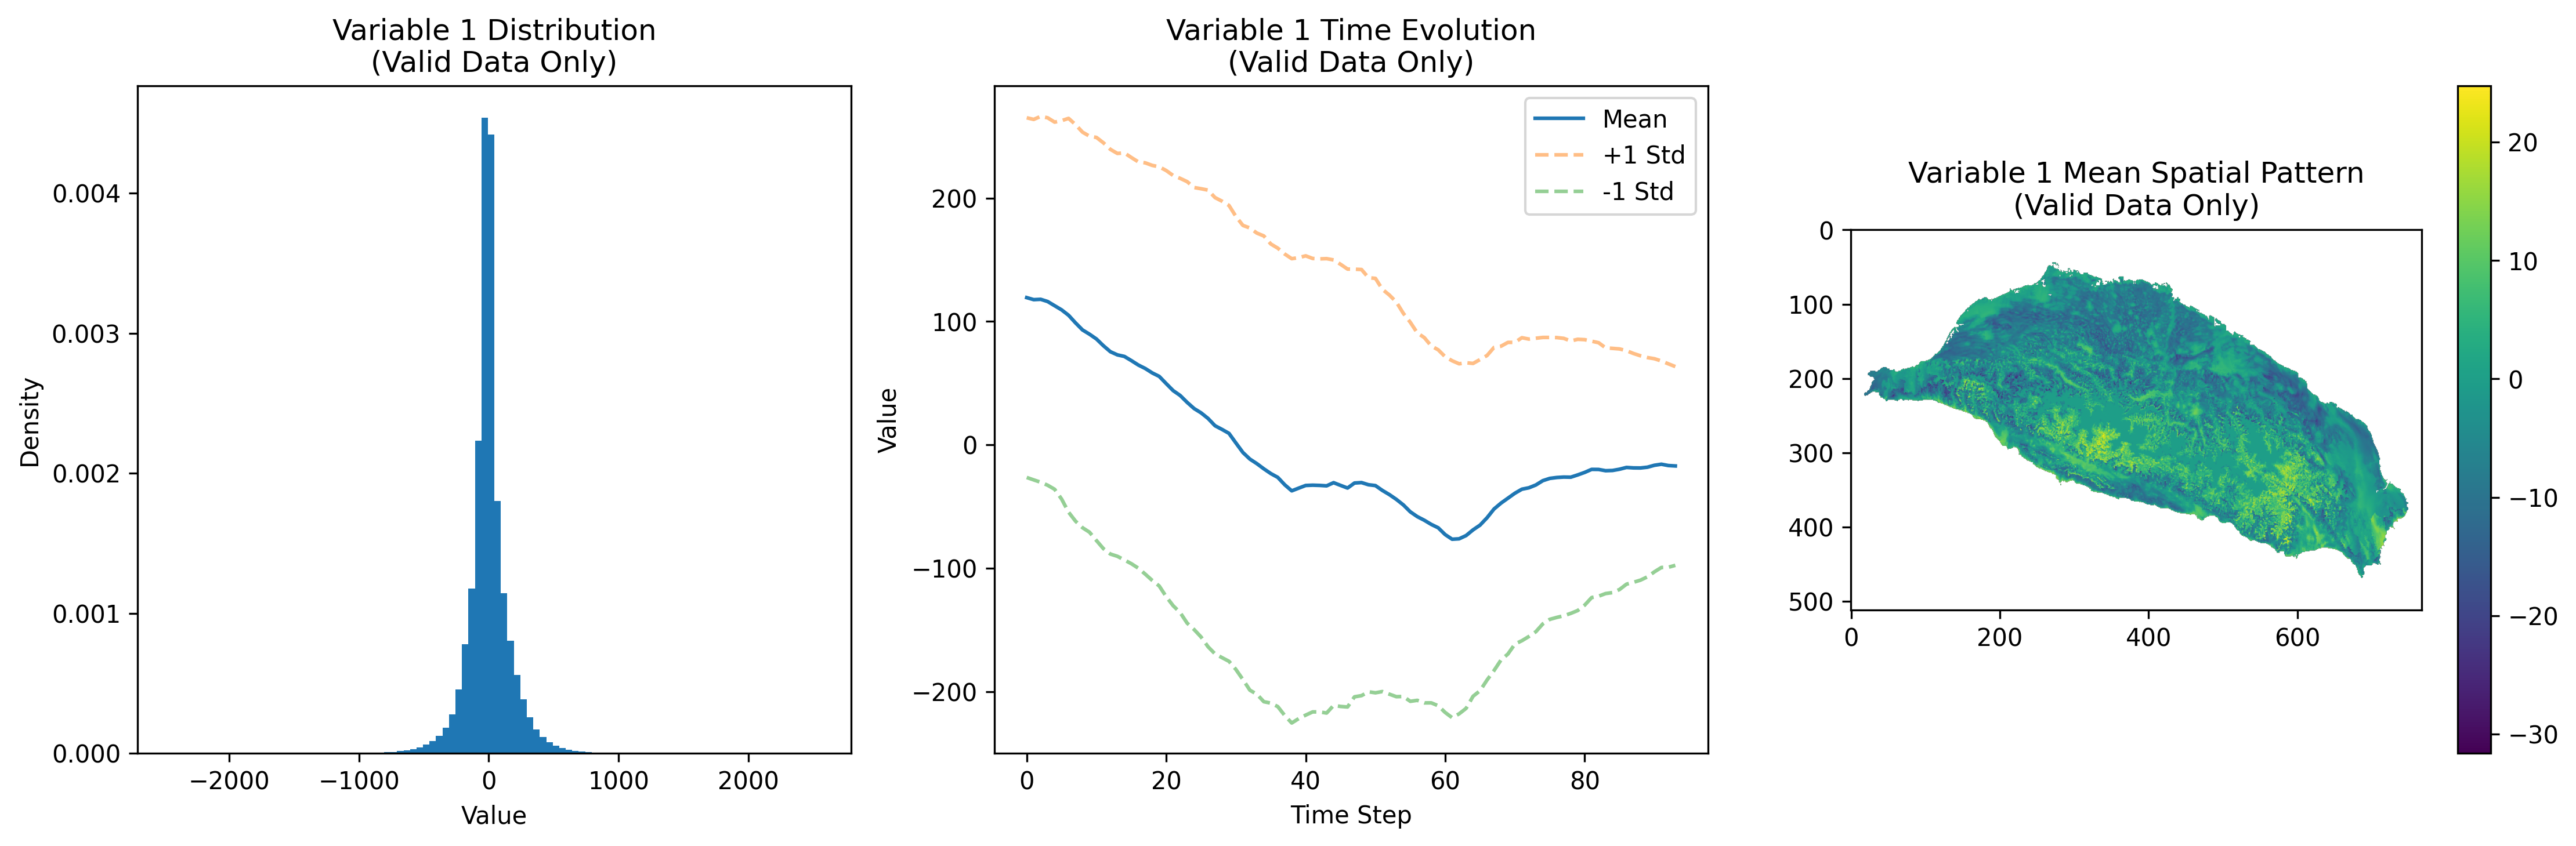 Variable 1 Distribution
(Valid Data Only)
0.004
0.003
0.002
0.001
0.000
Density
−2000
−1000
0
1000
2000
Value
Variable 1 Time Evolution
(Valid Data Only)
Mean
+1 Std
-1 Std
200
100
0
−100
−200
Value
0
20
40
60
80
Time Step
Variable 1 Mean Spatial Pattern
(Valid Data Only)
0
100
200
300
400
500
0
200
400
600
20
10
0
−10
−20
−30